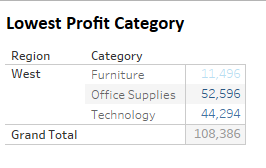 Lowest Profit Category
Region Category
West Furniture 11,496
Office Supplies 52,596
Technology 44,294
Grand Total 108,386